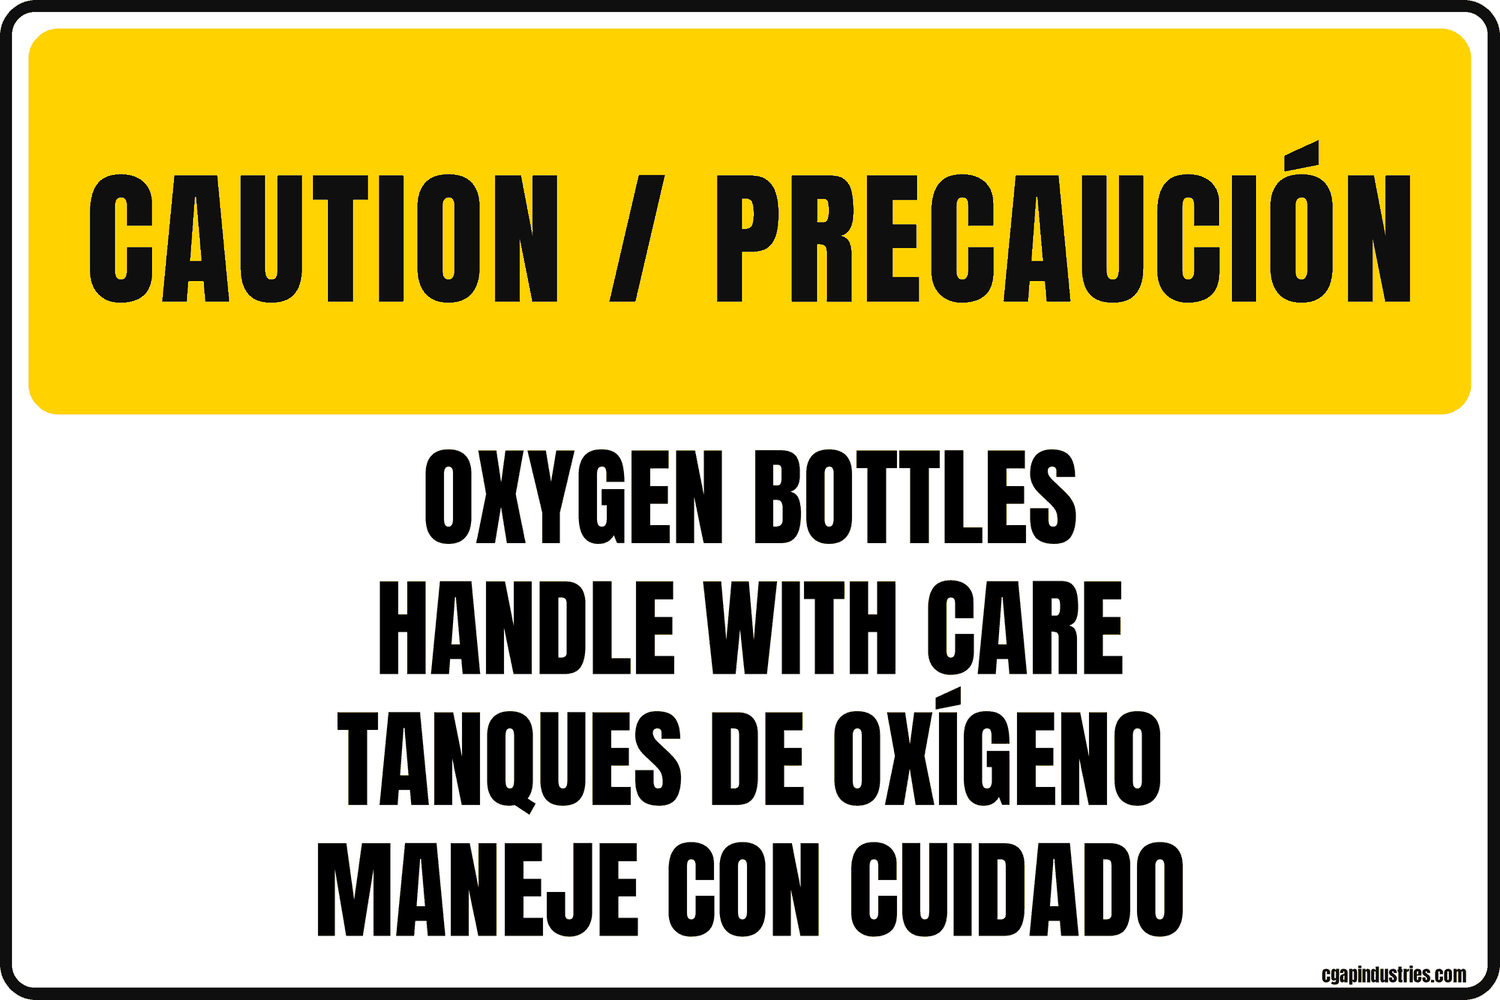 CAUTION / PRECAUCIÓN
OXYGEN BOTTLES
HANDLE WITH CARE
TANQUES DE OXÍGENO
MANEJE CON CUIDADO
cgapindustries.com